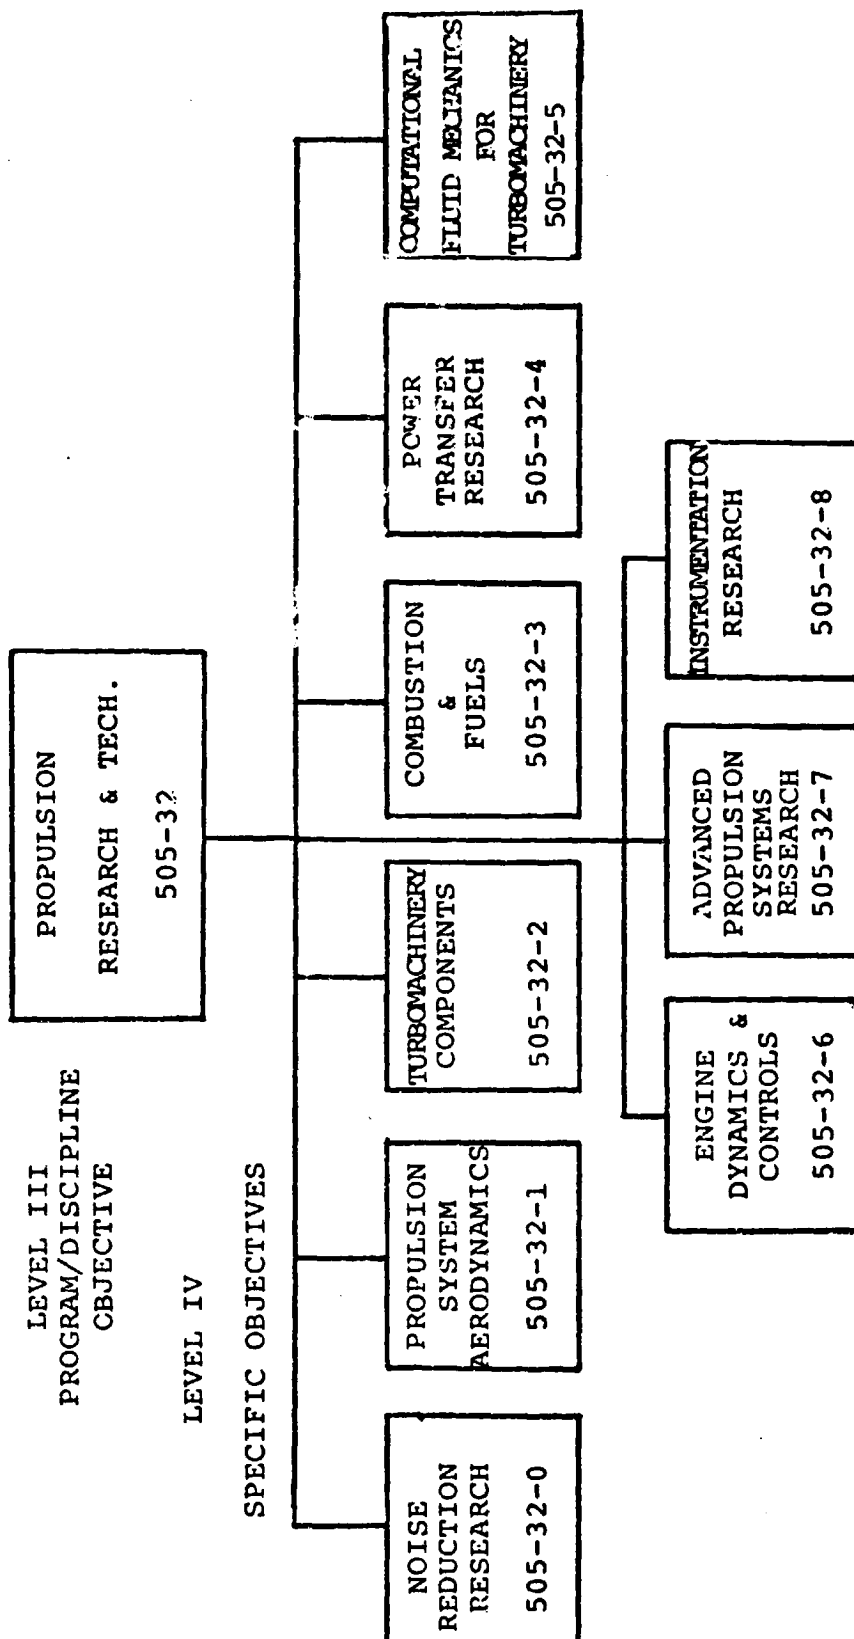 LEVEL III
PROGRAM/DISCIPLINE
CBJECTIVE
PROPULSION
RESEARCH & TECH.
505-32
LEVEL IV
SPECIFIC OBJECTIVES
NOISE
REDUCTION
RESEARCH
505-32-0
PROPULSION
SYSTEM
AERODYNAMICS
505-32-1
TURBOMACHINERY
COMPONENTS
505-32-2
COMBUSTION
&
FUELS
505-32-3
POWER
TRANSFER
RESEARCH
505-32-4
COMPUTATIONAL
FLUID MECHANICS
FOR
TURBOMACHINERY
505-32-5
ENGINE
DYNAMICS &
CONTROLS
505-32-6
ADVANCED
PROPULSION
SYSTEMS
RESEARCH
505-32-7
INSTRUMENTATION
RESEARCH
505-32-8